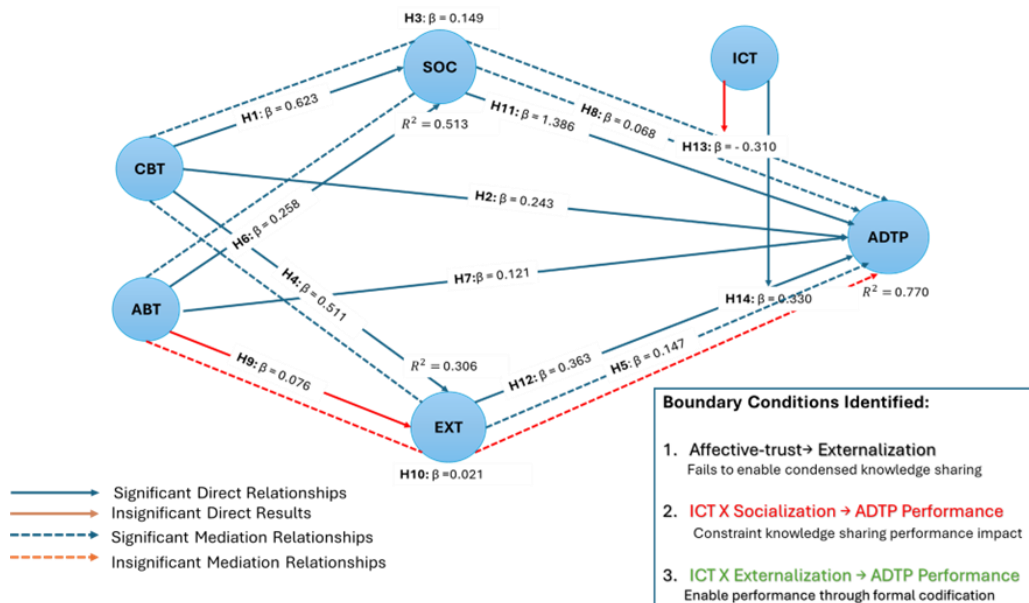 H3: β = 0.149
SOC
ICT
H1: β = 0.623
R² = 0.513
H11: β = 1.386
H8: β = 0.068
H13: β = - 0.310
CBT
H2: β = 0.243
H6: β = 0.258
ADTP
H4: β = 0.511
H7: β = 0.121
R² = 0.770
ABT
H14: β = 0.330
H9: β = 0.076
R² = 0.306
H12: β = 0.363
H5: β = 0.147
EXT
H10: β =0.021
Significant Direct Relationships
Insignificant Direct Results
Significant Mediation Relationships
Insignificant Mediation Relationships
Boundary Conditions Identified:
1. Affective-trust→ Externalization
Fails to enable condensed knowledge sharing
2. ICT X Socialization → ADTP Performance
Constraint knowledge sharing performance impact
3. ICT X Externalization → ADTP Performance
Enable performance through formal codification